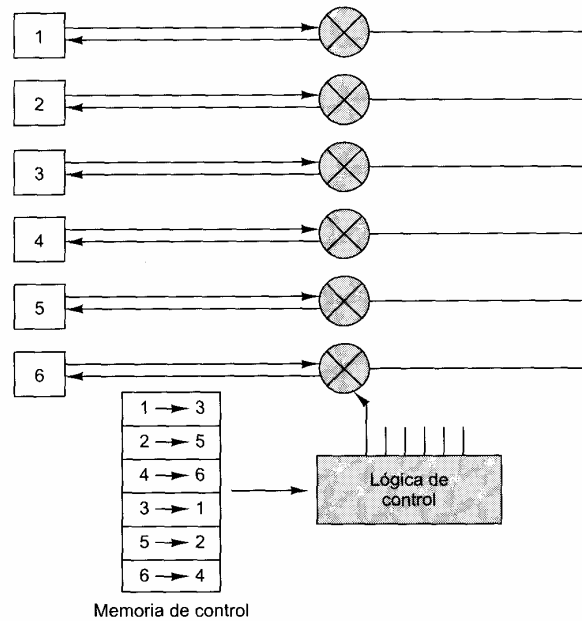 1
2
3
4
5
6
1 → 3
2 → 5
4 → 6
3 → 1
5 → 2
6 → 4
Lógica de
control
Memoria de control